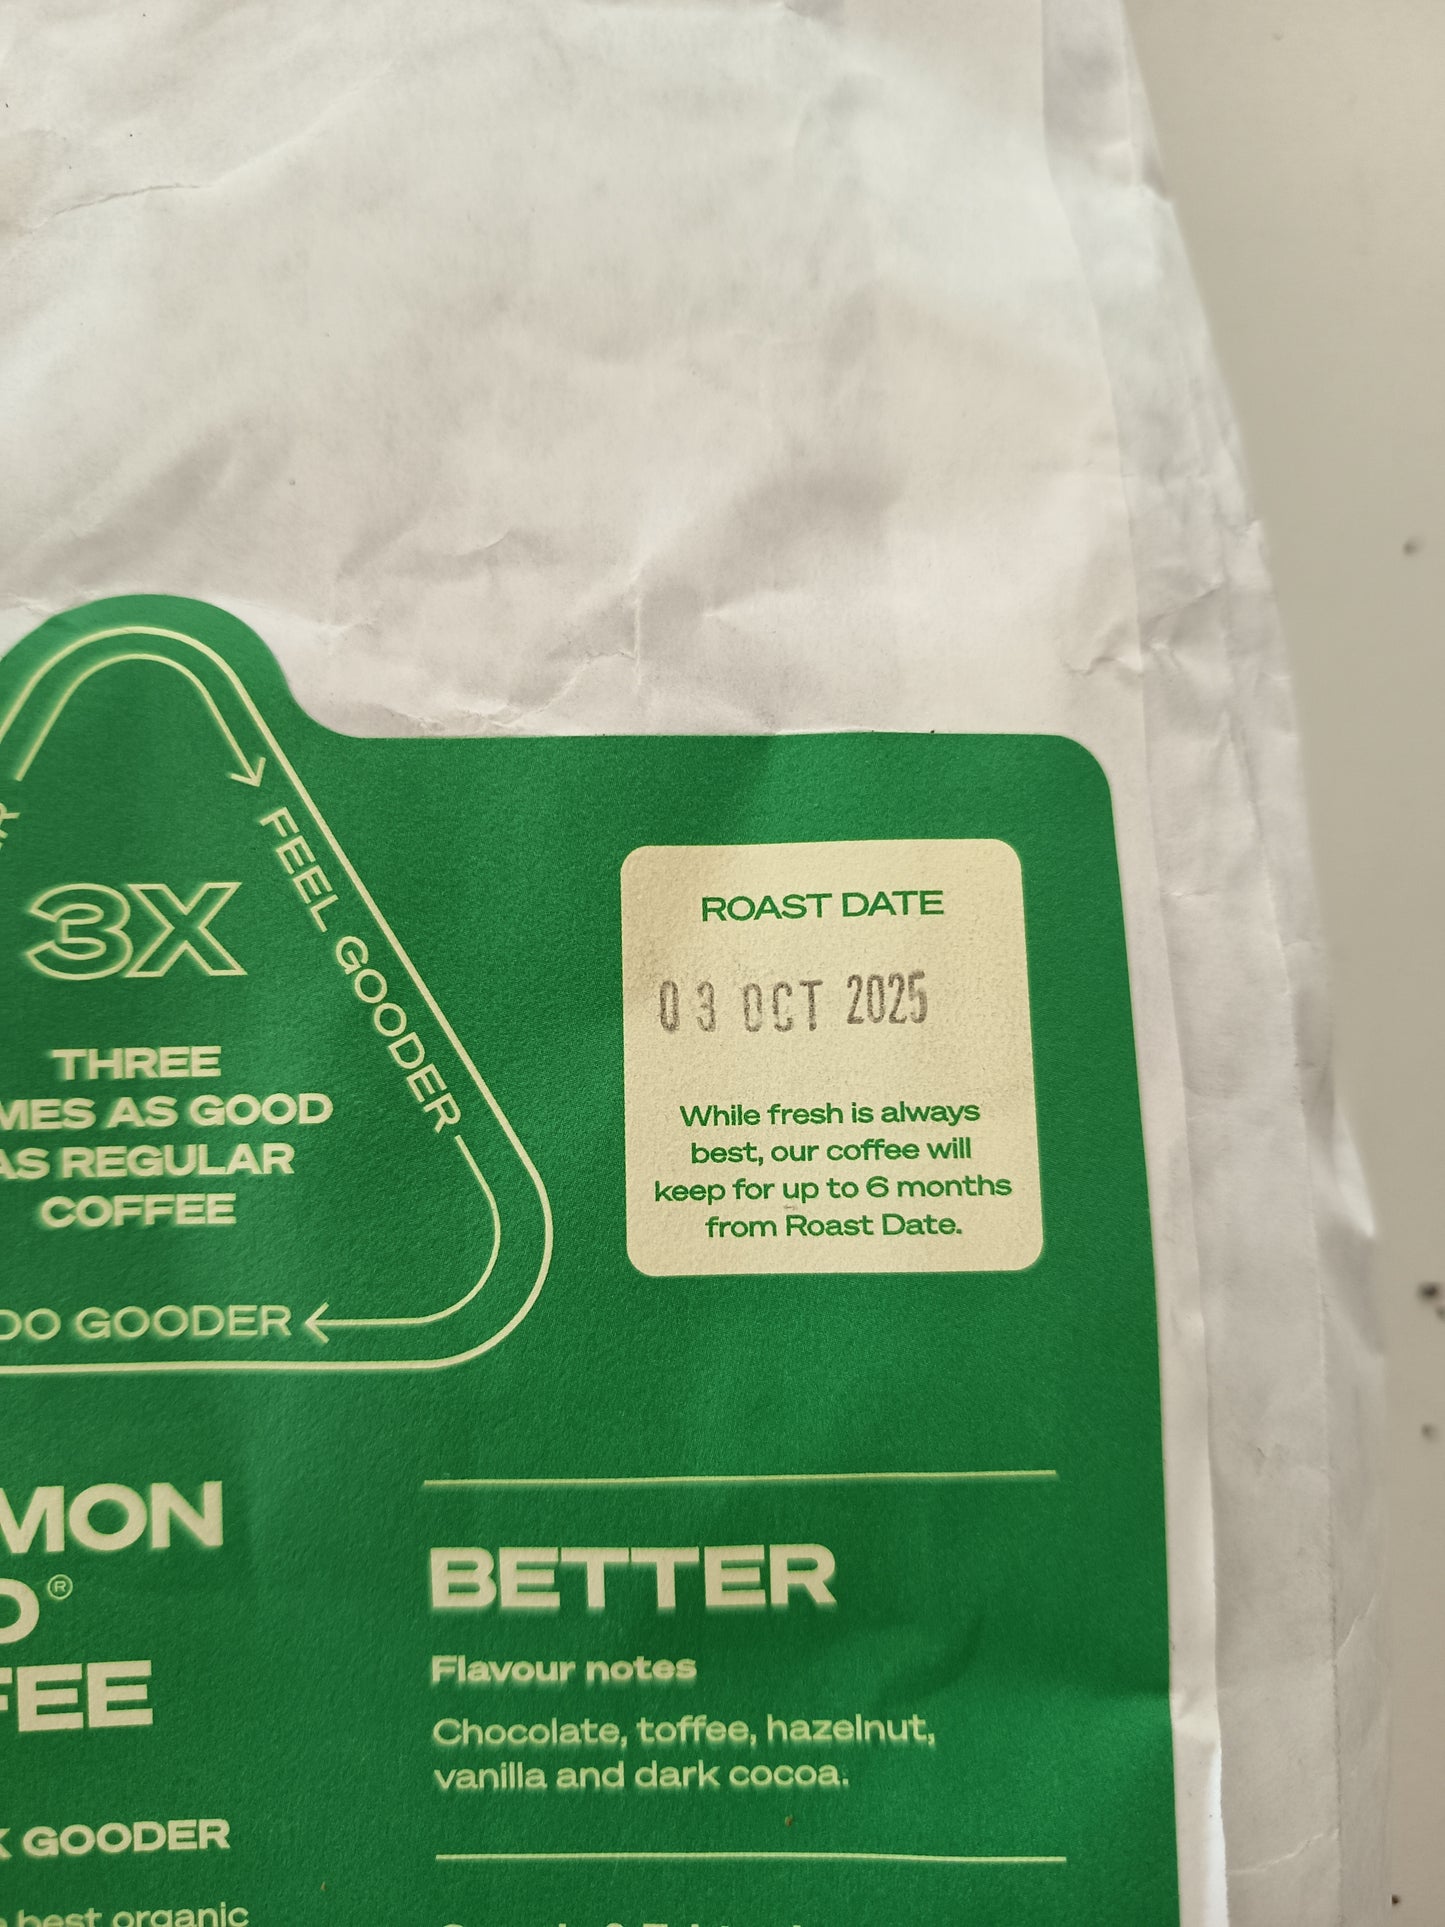 FEEL GOODER
3X
THREE
MES AS GOOD
AS REGULAR
COFFEE
DO GOODER
ROAST DATE
03 OCT 2025
While fresh is always
best, our coffee will
keep for up to 6 months
from Roast Date.
MON
®
FEE
GOODER
best organic
BETTER
Flavour notes
Chocolate, toffee, hazelnut,
vanilla and dark cocoa.